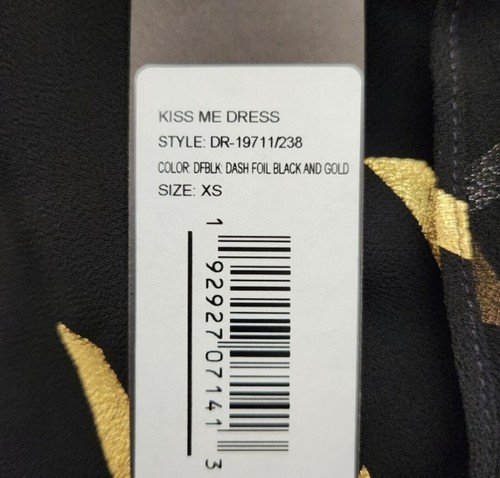 KISS ME DRESS
STYLE: DR-19711/238
COLOR: DFBLK: DASH FOIL BLACK AND GOLD
SIZE: XS
1 92927 07141 3